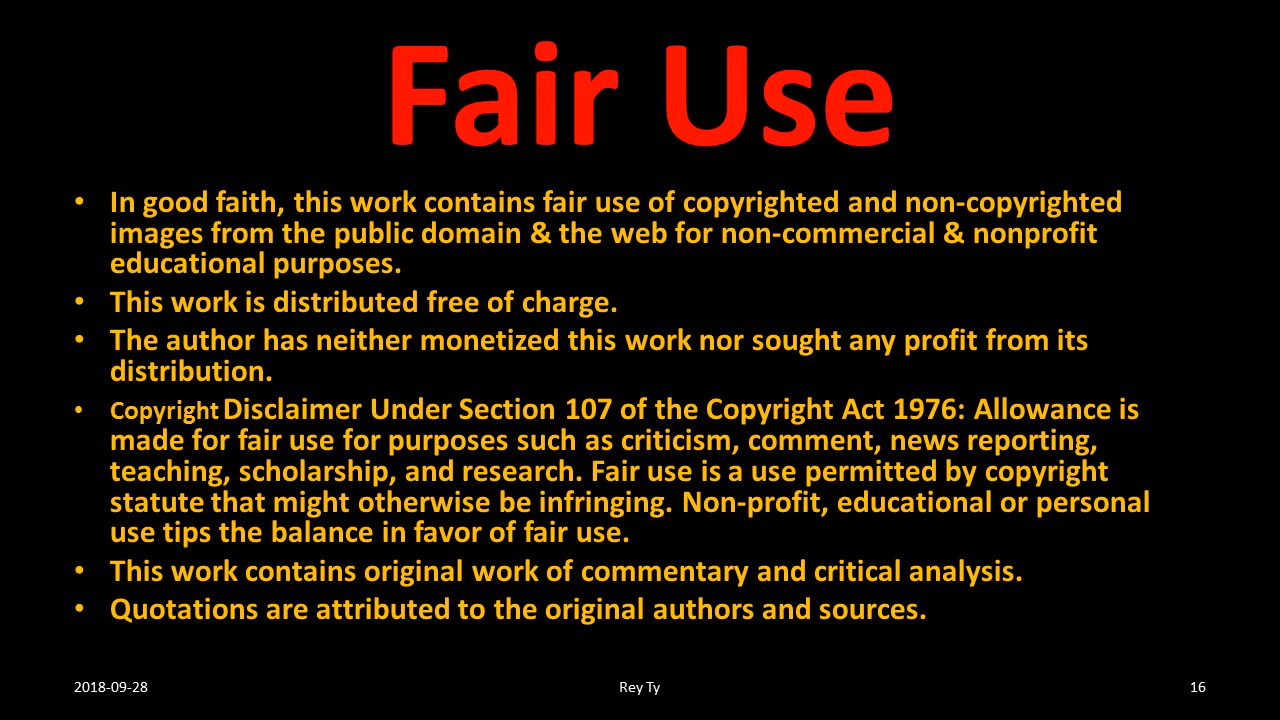 Fair Use
• In good faith, this work contains fair use of copyrighted and non-copyrighted
images from the public domain & the web for non-commercial & nonprofit
educational purposes.
• This work is distributed free of charge.
• The author has neither monetized this work nor sought any profit from its
distribution.
• Copyright Disclaimer Under Section 107 of the Copyright Act 1976: Allowance is
made for fair use for purposes such as criticism, comment, news reporting,
teaching, scholarship, and research. Fair use is a use permitted by copyright
statute that might otherwise be infringing. Non-profit, educational or personal
use tips the balance in favor of fair use.
• This work contains original work of commentary and critical analysis.
• Quotations are attributed to the original authors and sources.
2018-09-28 Rey Ty 16